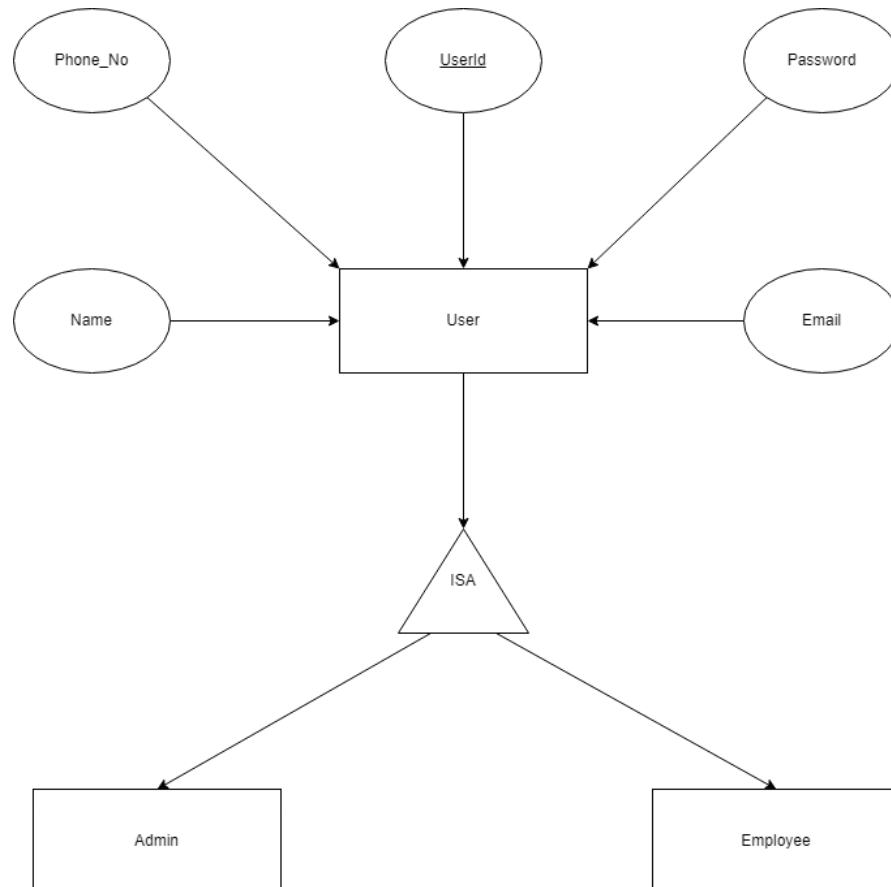 Phone_No
UserId
Password
Name
User
Email
ISA
Admin
Employee